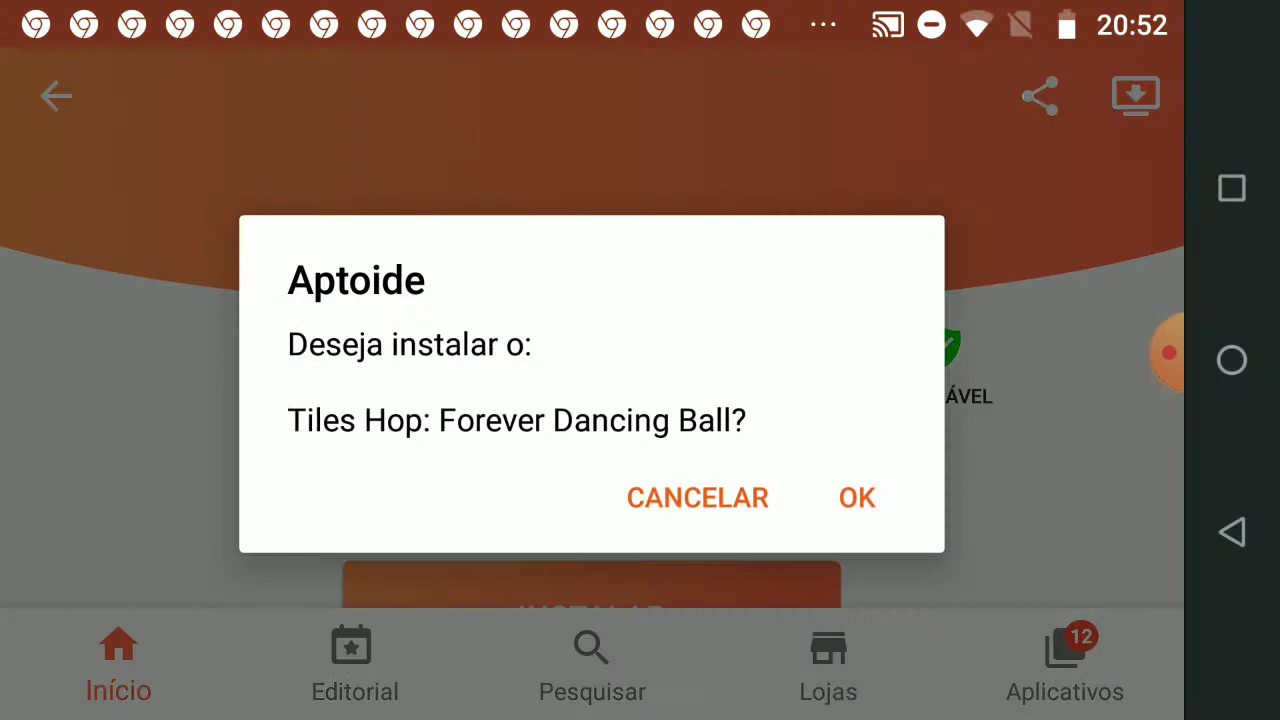 20:52
Aptoide
Deseja instalar o:
Tiles Hop: Forever Dancing Ball?
ÁVEL
CANCELAR OK
INSTALAR
Início Editorial Pesquisar Lojas Aplicativos
12